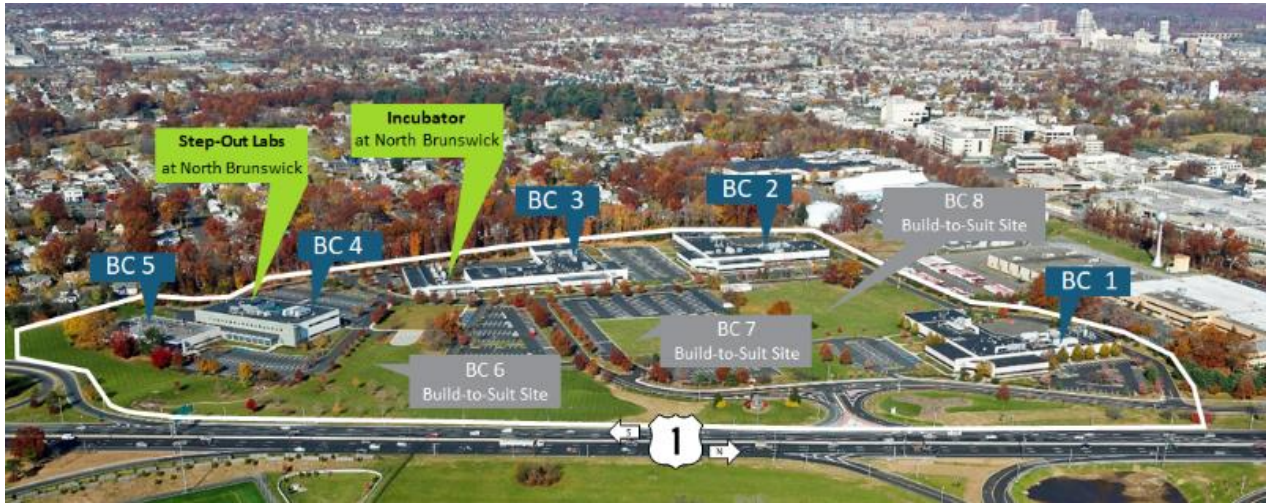 Step-Out Labs
at North Brunswick
Incubator
at North Brunswick
BC 5
BC 4
BC 3
BC 2
BC 8
Build-to-Suit Site
BC 1
BC 7
Build-to-Suit Site
BC 6
Build-to-Suit Site
S
1
N